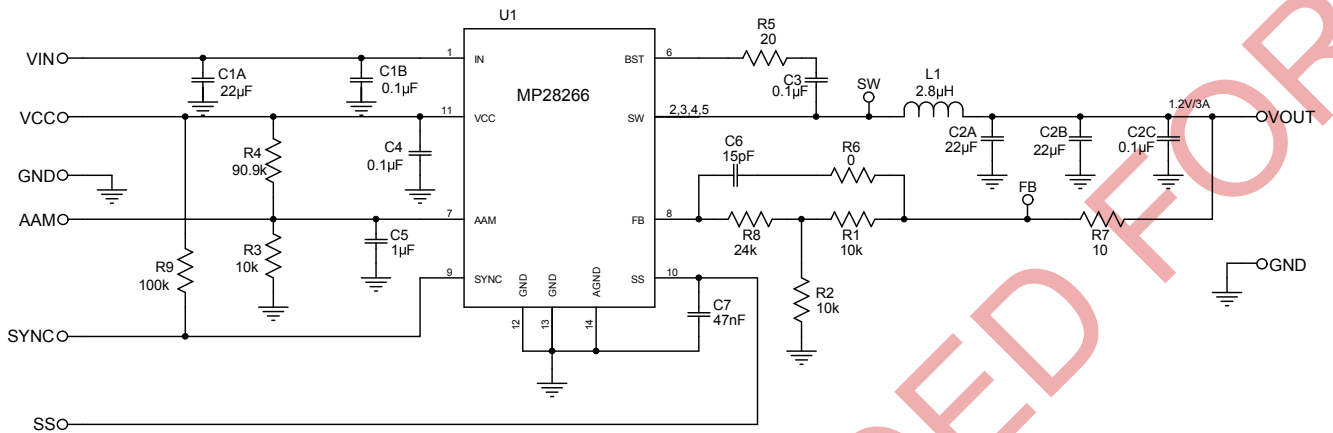 U1
MP28266
VIN
C1A
22µF
C1B
0.1µF
1
IN
VCC
11
VCC
R4
90.9k
C4
0.1µF
GND
AAM
7
AAM
R9
100k
R3
10k
C5
1µF
9
SYNC
SYNC
SS
GND
GND
AGND
12
13
14
BST
6
R5
20
C3
0.1µF
SW
2,3,4,5
SW
L1
2.8µH
1.2V/3A
VOUT
C2A
22µF
C2B
22µF
C2C
0.1µF
C6
15pF
R6
0
FB
8
R8
24k
R1
10k
FB
R7
10
R2
10k
SS
10
C7
47nF
GND